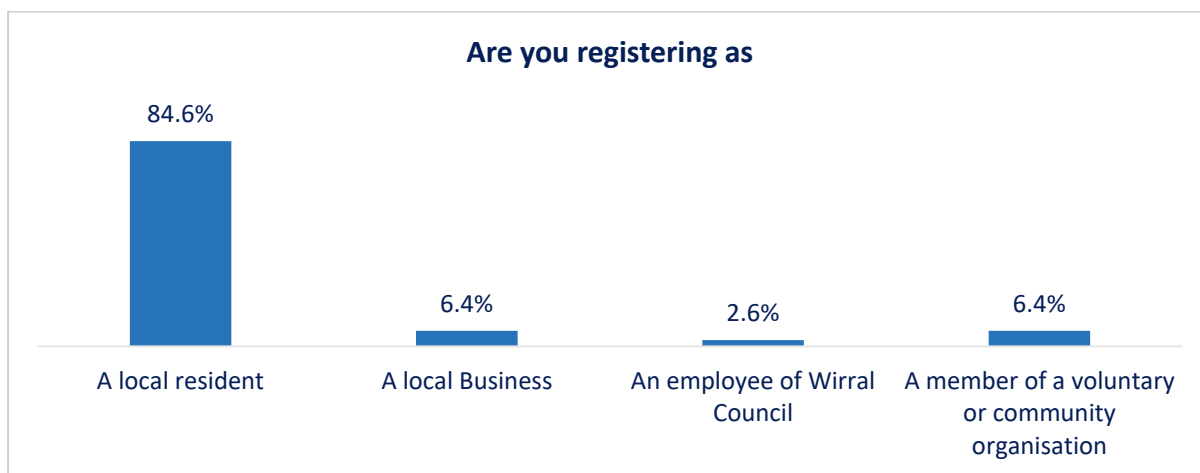 Are you registering as
84.6%
6.4%
2.6%
6.4%
A local resident
A local Business
An employee of Wirral
Council
A member of a voluntary
or community
organisation